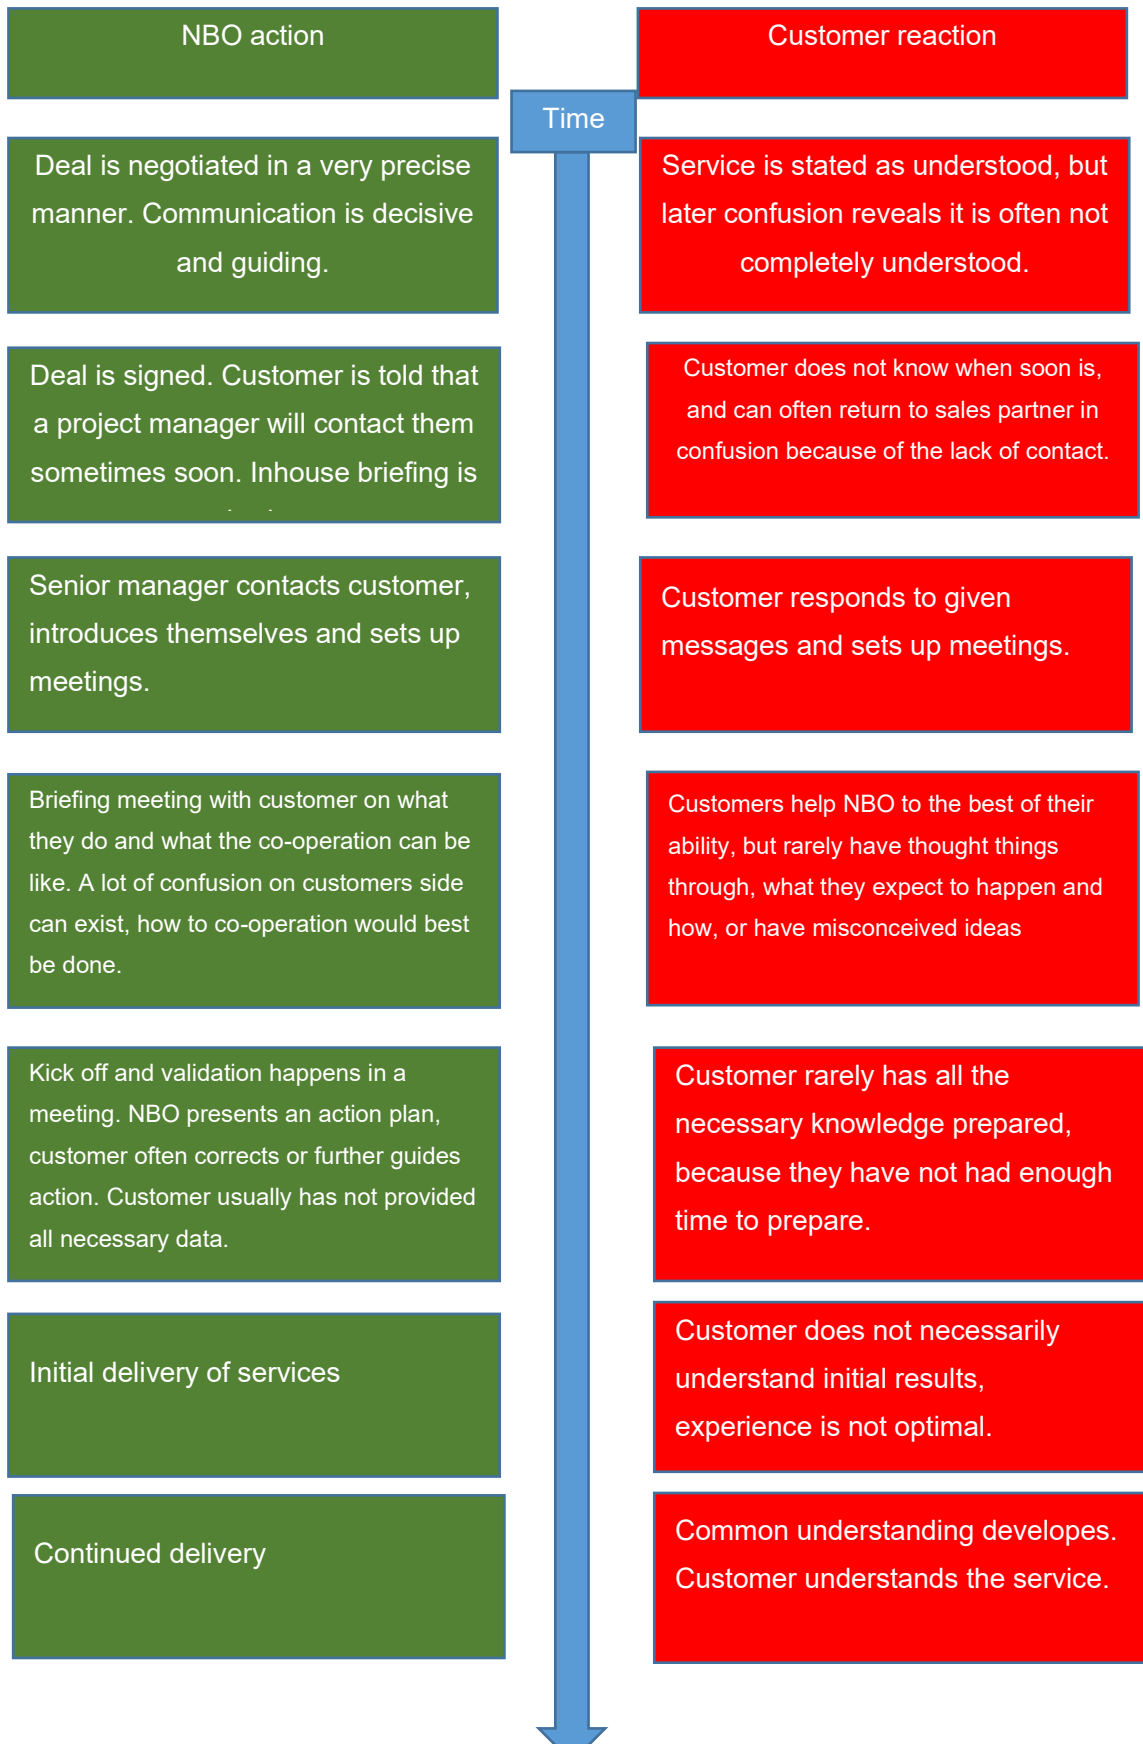 NBO action
Customer reaction
Time
Deal is negotiated in a very precise
manner. Communication is decisive
and guiding.
Service is stated as understood, but
later confusion reveals it is often not
completely understood.
Deal is signed. Customer is told that
a project manager will contact them
sometimes soon. Inhouse briefing is
Customer does not know when soon is,
and can often return to sales partner in
confusion because of the lack of contact.
Senior manager contacts customer,
introduces themselves and sets up
meetings.
Customer responds to given
messages and sets up meetings.
Briefing meeting with customer on what
they do and what the co-operation can be
like. A lot of confusion on customers side
can exist, how to co-operation would best
be done.
Customers help NBO to the best of their
ability, but rarely have thought things
through, what they expect to happen and
how, or have misconceived ideas
Kick off and validation happens in a
meeting. NBO presents an action plan,
customer often corrects or further guides
action. Customer usually has not provided
all necessary data.
Customer rarely has all the
necessary knowledge prepared,
because they have not had enough
time to prepare.
Initial delivery of services
Customer does not necessarily
understand initial results,
experience is not optimal.
Continued delivery
Common understanding developes.
Customer understands the service.